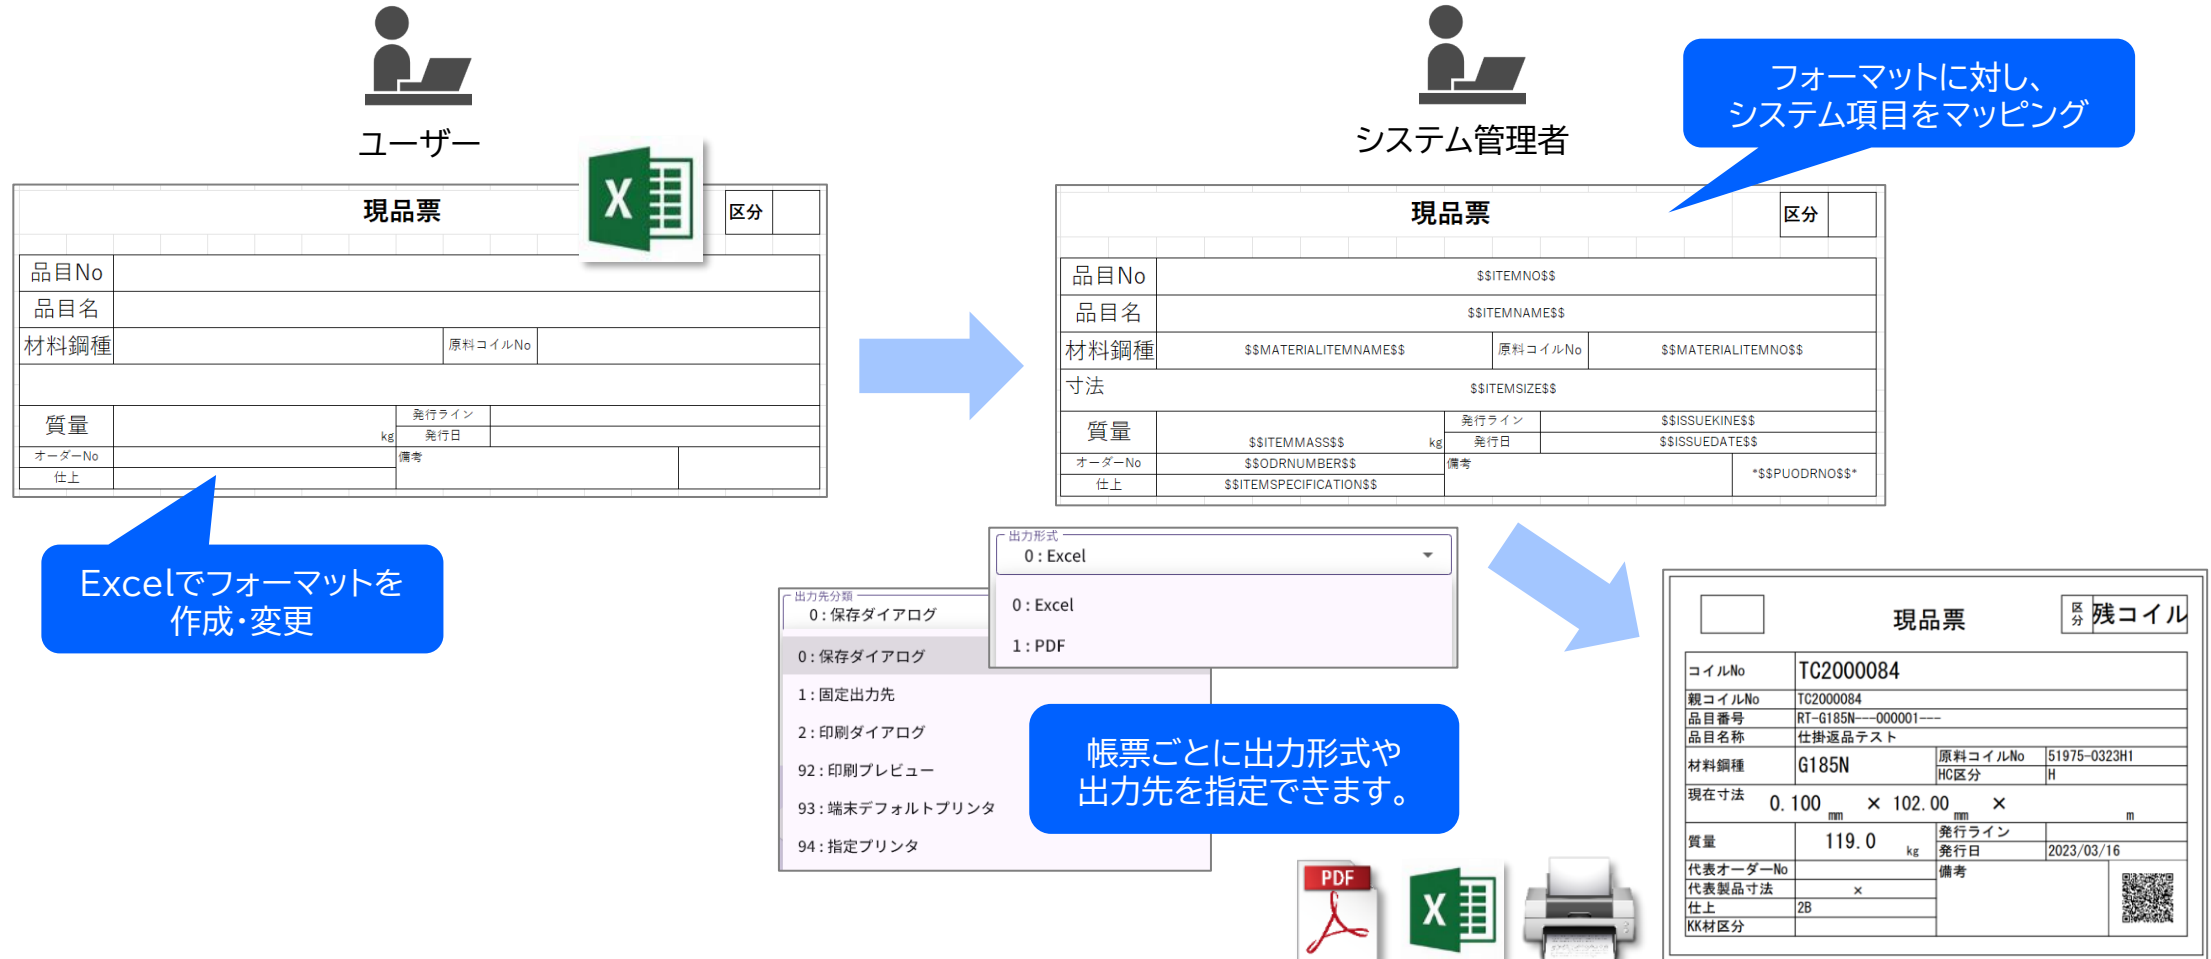 ユーザー
X
現品票
区分
品目No
品目名
材料鋼種
原料コイルNo
質量
kg
発行ライン
発行日
オーダーNo
備考
仕上
Excelでフォーマットを
作成・変更
システム管理者
フォーマットに対し、
システム項目をマッピング
現品票
区分
品目No
$$ITEMNO$$
品目名
$$ITEMNAME$$
材料鋼種
$$MATERIALITEMNAME$$
原料コイルNo
$$MATERIALITEMNO$$
寸法
$$ITEMSIZE$$
質量
$$ITEMMASS$$
kg
発行ライン
$$ISSUEKINE$$
発行日
$$ISSUEDATE$$
オーダーNo
$$ODRNUMBER$$
備考
*$$PUODRNO$$*
仕上
$$ITEMSPECIFICATION$$
出力形式
0 : Excel
0 : Excel
1 : PDF
出力先分類
0 : 保存ダイアログ
0 : 保存ダイアログ
1 : 固定出力先
2 : 印刷ダイアログ
92 : 印刷プレビュー
93 : 端末デフォルトプリンタ
94 : 指定プリンタ
帳票ごとに出力形式や
出力先を指定できます。
PDF
X
現品票
区分
残コイル
コイルNo
TC2000084
親コイルNo
TC2000084
品目番号
RT-G185N---000001---
品目名称
仕掛返品テスト
材料鋼種
G185N
原料コイルNo
51975-0323H1
HC区分
H
現在寸法
0.100 mm × 102.00 mm × m
質量
119.0 kg
発行ライン
発行日
2023/03/16
代表オーダーNo
備考
代表製品寸法
×
仕上
2B
KK材区分